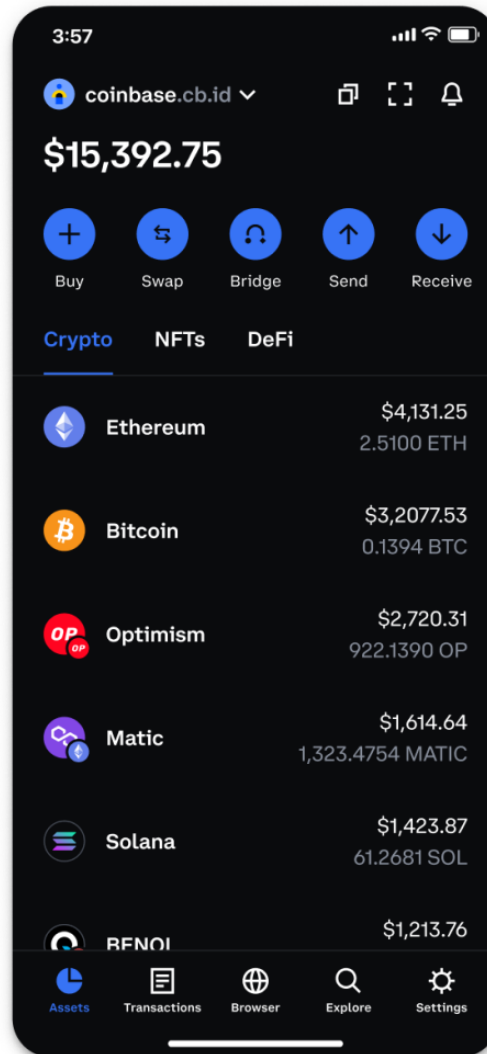 3:57
coinbase.cb.id
$15,392.75
Buy Swap Bridge Send Receive
Crypto NFTs DeFi
Ethereum $4,131.25
2.5100 ETH
Bitcoin $3,2077.53
0.1394 BTC
OP OP Optimism $2,720.31
922.1390 OP
Matic $1,614.64
1,323.4754 MATIC
Solana $1,423.87
61.2681 SOL
$1,213.76
Assets Transactions Browser Explore Settings